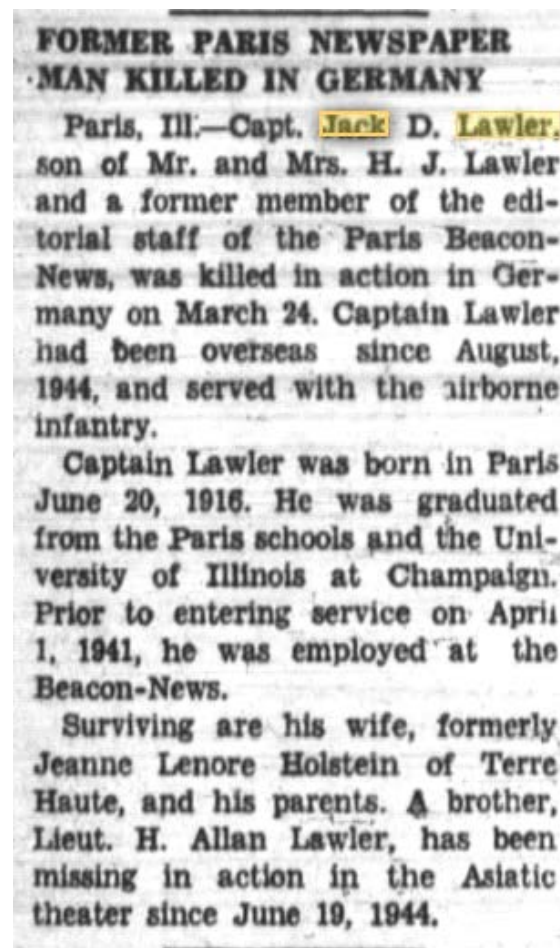 FORMER PARIS NEWSPAPER
MAN KILLED IN GERMANY
Paris, Ill.—Capt. Jack D. Lawler,
son of Mr. and Mrs. H. J. Lawler
and a former member of the edi-
torial staff of the Paris Beacon-
News, was killed in action in Ger-
many on March 24. Captain Lawler
had been overseas since August,
1944, and served with the airborne
infantry.
Captain Lawler was born in Paris
June 20, 1916. He was graduated
from the Paris schools and the Uni-
versity of Illinois at Champaign.
Prior to entering service on April
1, 1941, he was employed at the
Beacon-News.
Surviving are his wife, formerly
Jeanne Lenore Holstein of Terre
Haute, and his parents. A brother,
Lieut. H. Allan Lawler, has been
missing in action in the Asiatic
theater since June 19, 1944.